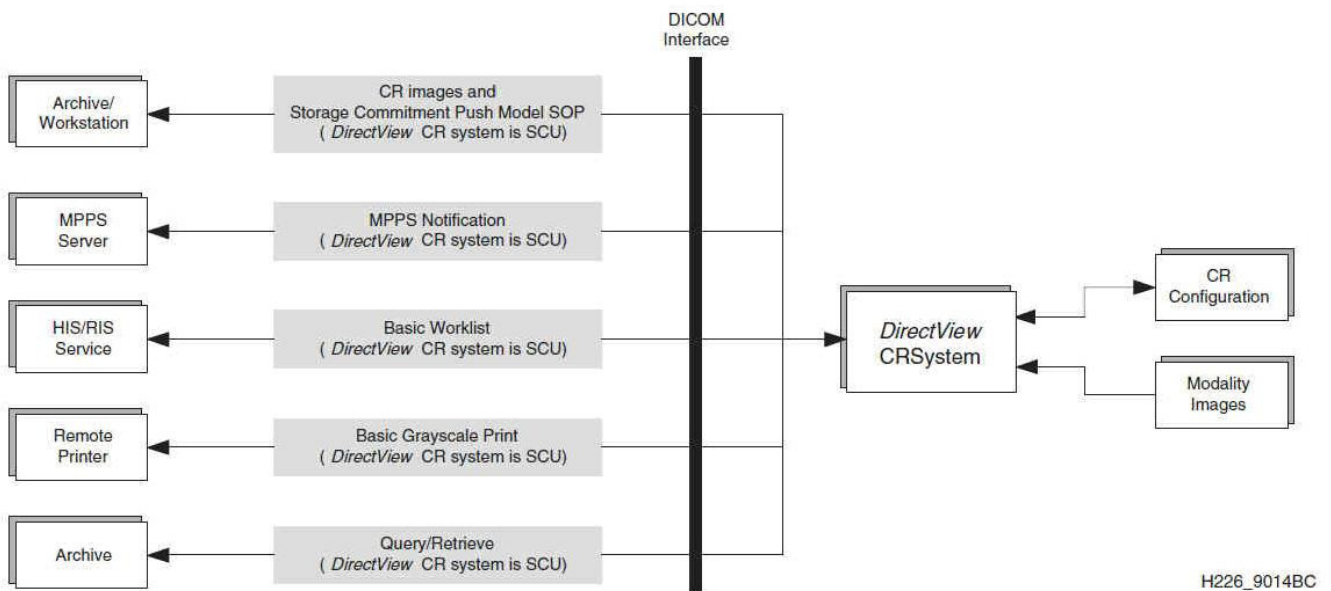 DICOM
Interface
Archive/
Workstation
CR images and
Storage Commitment Push Model SOP
( DirectView CR system is SCU)
MPPS
Server
MPPS Notification
( DirectView CR system is SCU)
HIS/RIS
Service
Basic Worklist
( DirectView CR system is SCU)
Remote
Printer
Basic Grayscale Print
( DirectView CR system is SCU)
Archive
Query/Retrieve
( DirectView CR system is SCU)
DirectView
CRSystem
CR
Configuration
Modality
Images
H226_9014BC